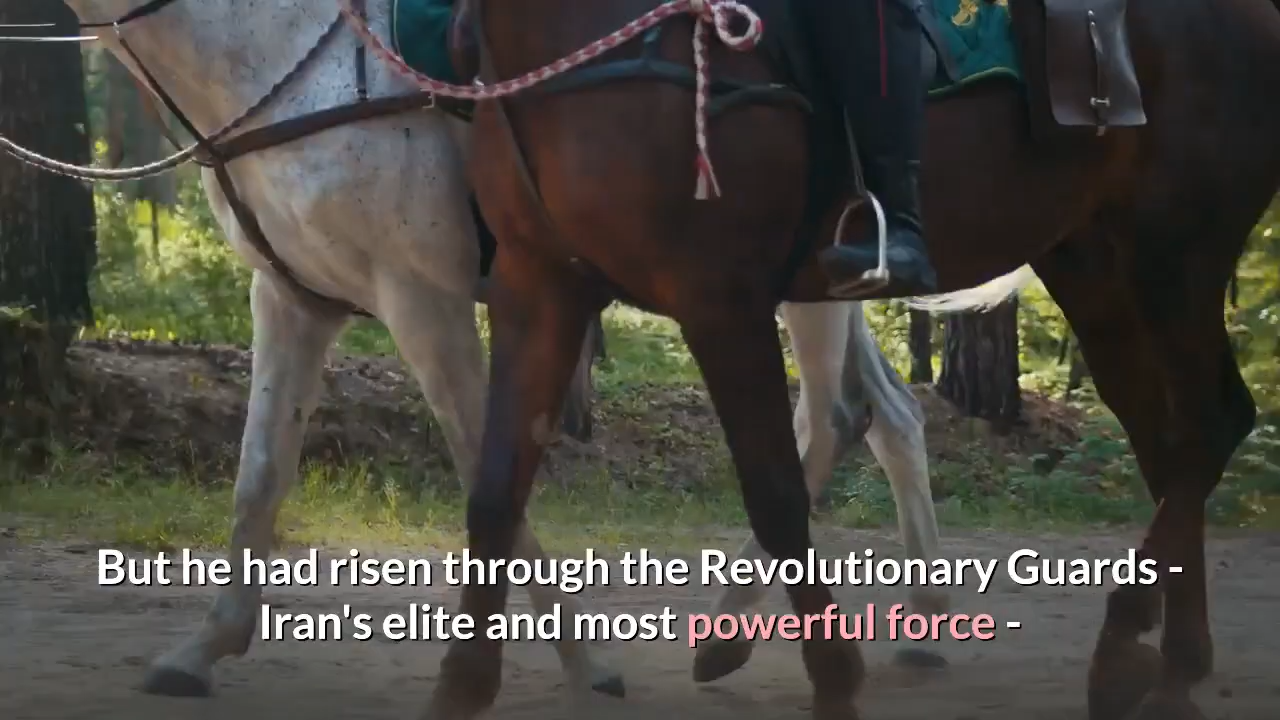 But he had risen through the Revolutionary Guards -
Iran's elite and most powerful force -